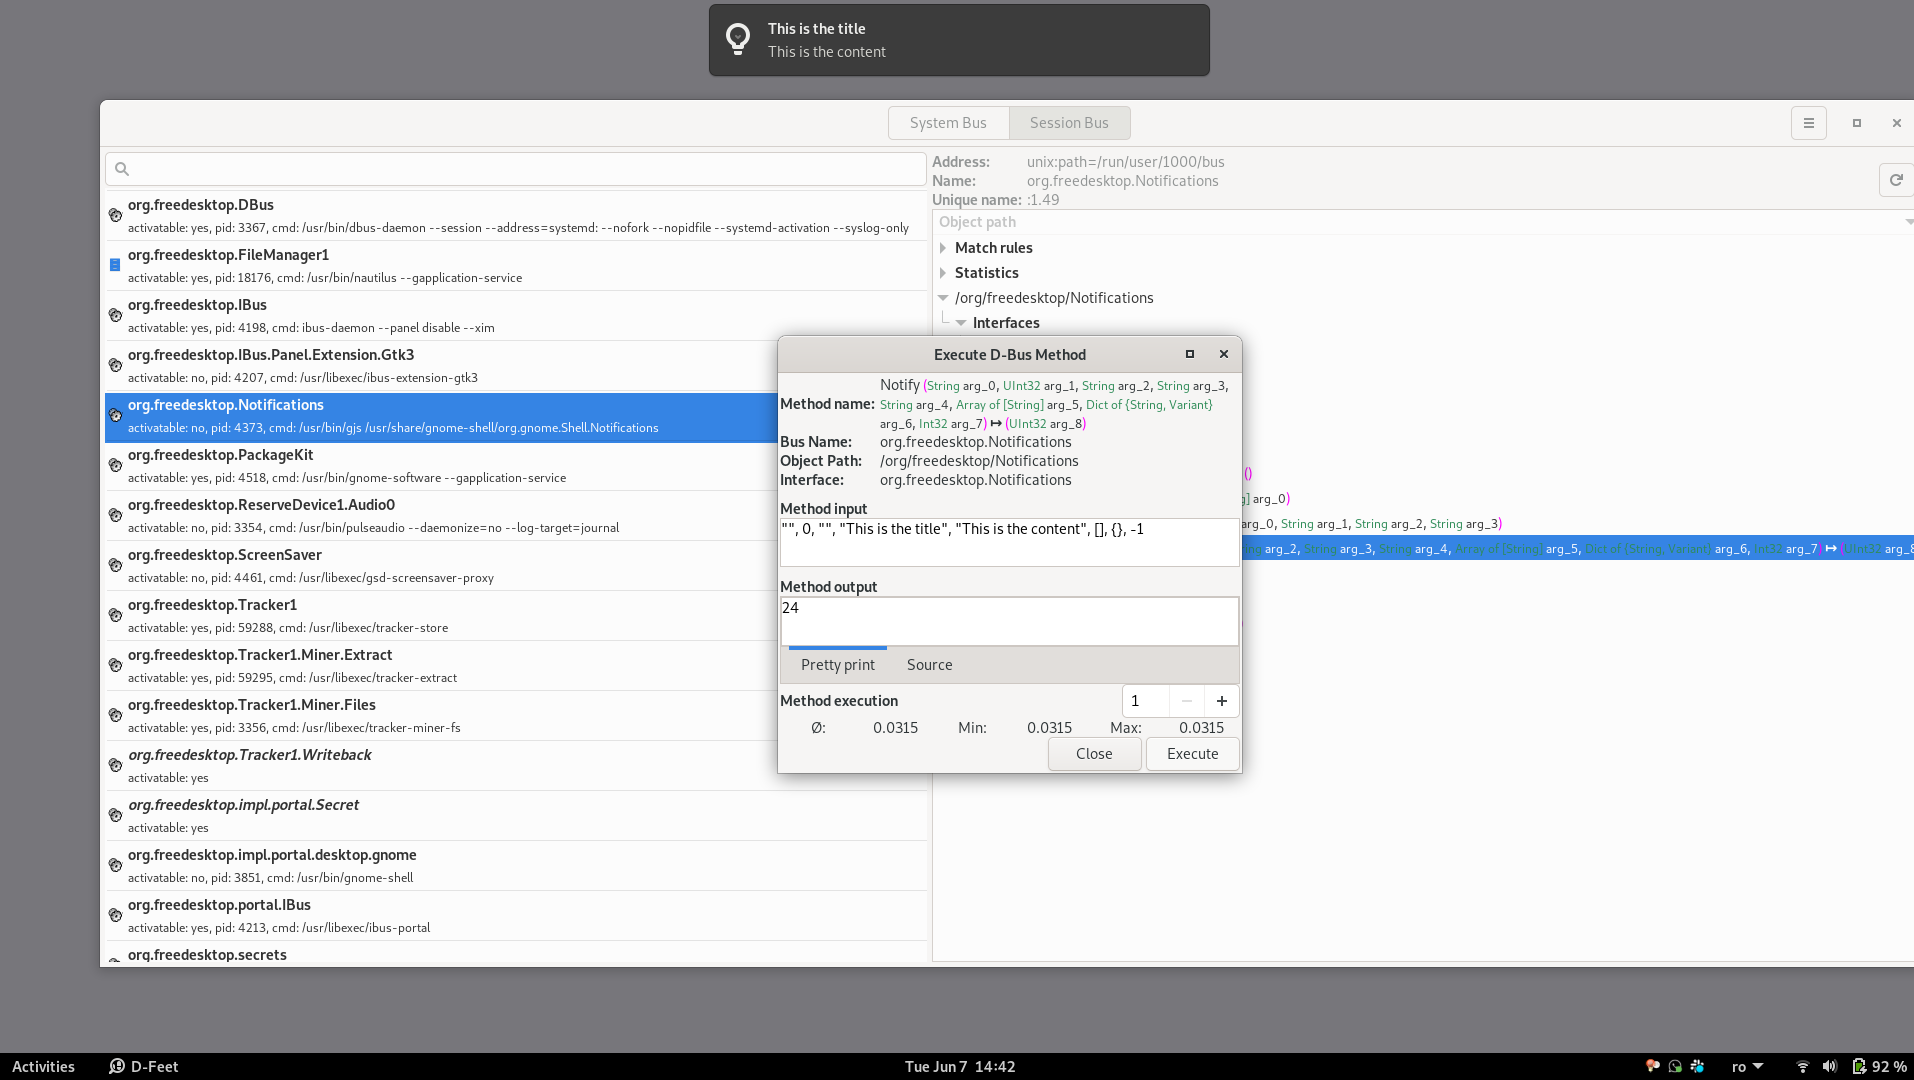 This is the title
This is the content
System Bus
Session Bus
Address: unix:path=/run/user/1000/bus
Name: org.freedesktop.Notifications
Unique name: :1.49
Object path
Match rules
Statistics
/org/freedesktop/Notifications
Interfaces
org.freedesktop.DBus
activatable: yes, pid: 3367, cmd: /usr/bin/dbus-daemon --session --address=systemd: --nofork --nopidfile --systemd-activation --syslog-only
org.freedesktop.FileManager1
activatable: yes, pid: 18176, cmd: /usr/bin/nautilus --gapplication-service
org.freedesktop.IBus
activatable: yes, pid: 4198, cmd: ibus-daemon --panel disable --xim
org.freedesktop.IBus.Panel.Extension.Gtk3
activatable: no, pid: 4207, cmd: /usr/libexec/ibus-extension-gtk3
org.freedesktop.Notifications
activatable: no, pid: 4373, cmd: /usr/bin/gjs /usr/share/gnome-shell/org.gnome.Shell.Notifications
org.freedesktop.PackageKit
activatable: yes, pid: 4518, cmd: /usr/bin/gnome-software --gapplication-service
org.freedesktop.ReserveDevice1.Audio0
activatable: no, pid: 3354, cmd: /usr/bin/pulseaudio --daemonize=no --log-target=journal
org.freedesktop.ScreenSaver
activatable: no, pid: 4461, cmd: /usr/libexec/gsd-screensaver-proxy
org.freedesktop.Tracker1
activatable: yes, pid: 59288, cmd: /usr/libexec/tracker-store
org.freedesktop.Tracker1.Miner.Extract
activatable: yes, pid: 59295, cmd: /usr/libexec/tracker-extract
org.freedesktop.Tracker1.Miner.Files
activatable: yes, pid: 3356, cmd: /usr/libexec/tracker-miner-fs
org.freedesktop.Tracker1.Writeback
activatable: yes
org.freedesktop.impl.portal.Secret
activatable: yes
org.freedesktop.impl.portal.desktop.gnome
activatable: no, pid: 3851, cmd: /usr/bin/gnome-shell
org.freedesktop.portal.IBus
activatable: yes, pid: 4213, cmd: /usr/libexec/ibus-portal
org.freedesktop.secrets
Execute D-Bus Method
Method name: Notify (String arg_0, UInt32 arg_1, String arg_2, String arg_3,
String arg_4, Array of [String] arg_5, Dict of {String, Variant}
arg_6, Int32 arg_7) ↦ (UInt32 arg_8)
Bus Name: org.freedesktop.Notifications
Object Path: /org/freedesktop/Notifications
Interface: org.freedesktop.Notifications
Method input
"", 0, "", "This is the title", "This is the content", [], {}, -1
Method output
24
Pretty print
Source
Method execution
1
Ø: 0.0315 Min: 0.0315 Max: 0.0315
Close
Execute
()
] arg_0)
arg_0, String arg_1, String arg_2, String arg_3)
arg_2, String arg_3, String arg_4, Array of [String] arg_5, Dict of {String, Variant} arg_6, Int32 arg_7) ↦ (UInt32 arg_8
Activities
D-Feet
Tue Jun 7 14:42
ro
92 %